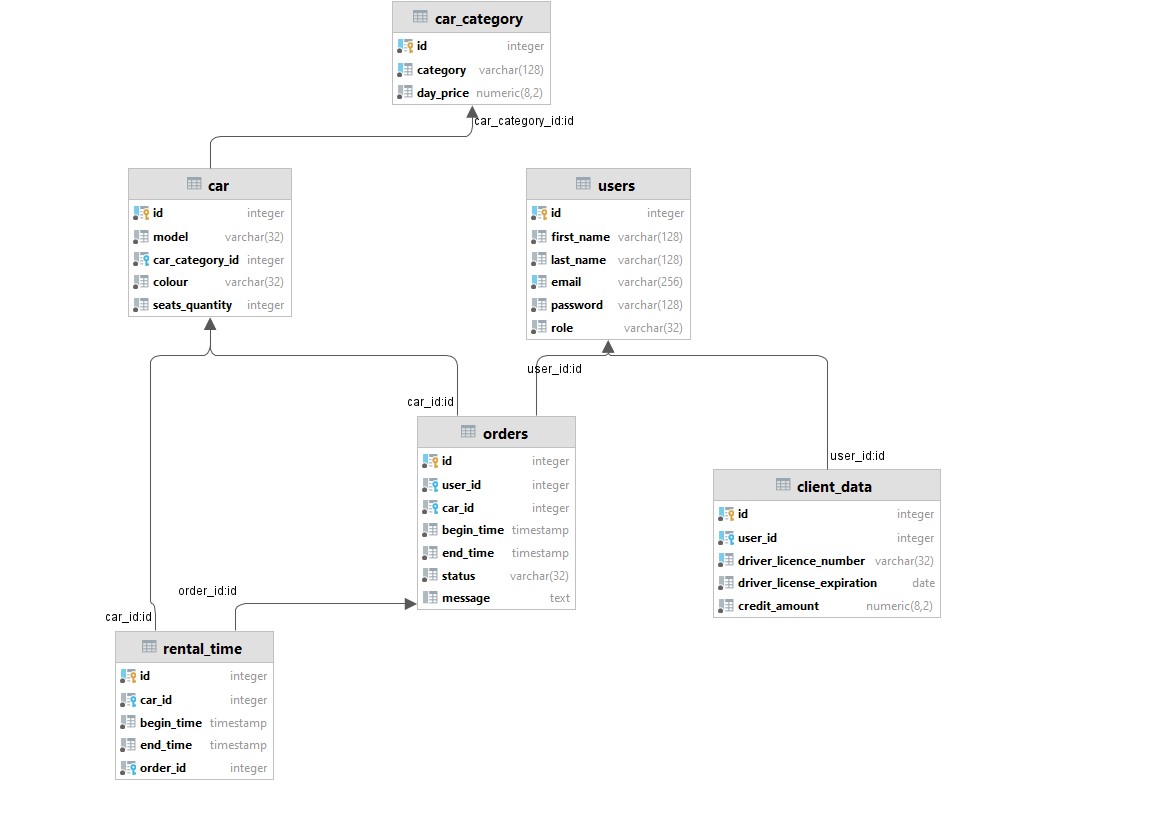 car_category
id integer
category varchar(128)
day_price numeric(8,2)
car_category_id:id
car
id integer
model varchar(32)
car_category_id integer
colour varchar(32)
seats_quantity integer
users
id integer
first_name varchar(128)
last_name varchar(128)
email varchar(256)
password varchar(128)
role varchar(32)
user_id:id
car_id:id
orders
id integer
user_id integer
car_id integer
begin_time timestamp
end_time timestamp
status varchar(32)
message text
user_id:id
client_data
id integer
user_id integer
driver_licence_number varchar(32)
driver_license_expiration date
credit_amount numeric(8,2)
order_id:id
car_id:id
rental_time
id integer
car_id integer
begin_time timestamp
end_time timestamp
order_id integer